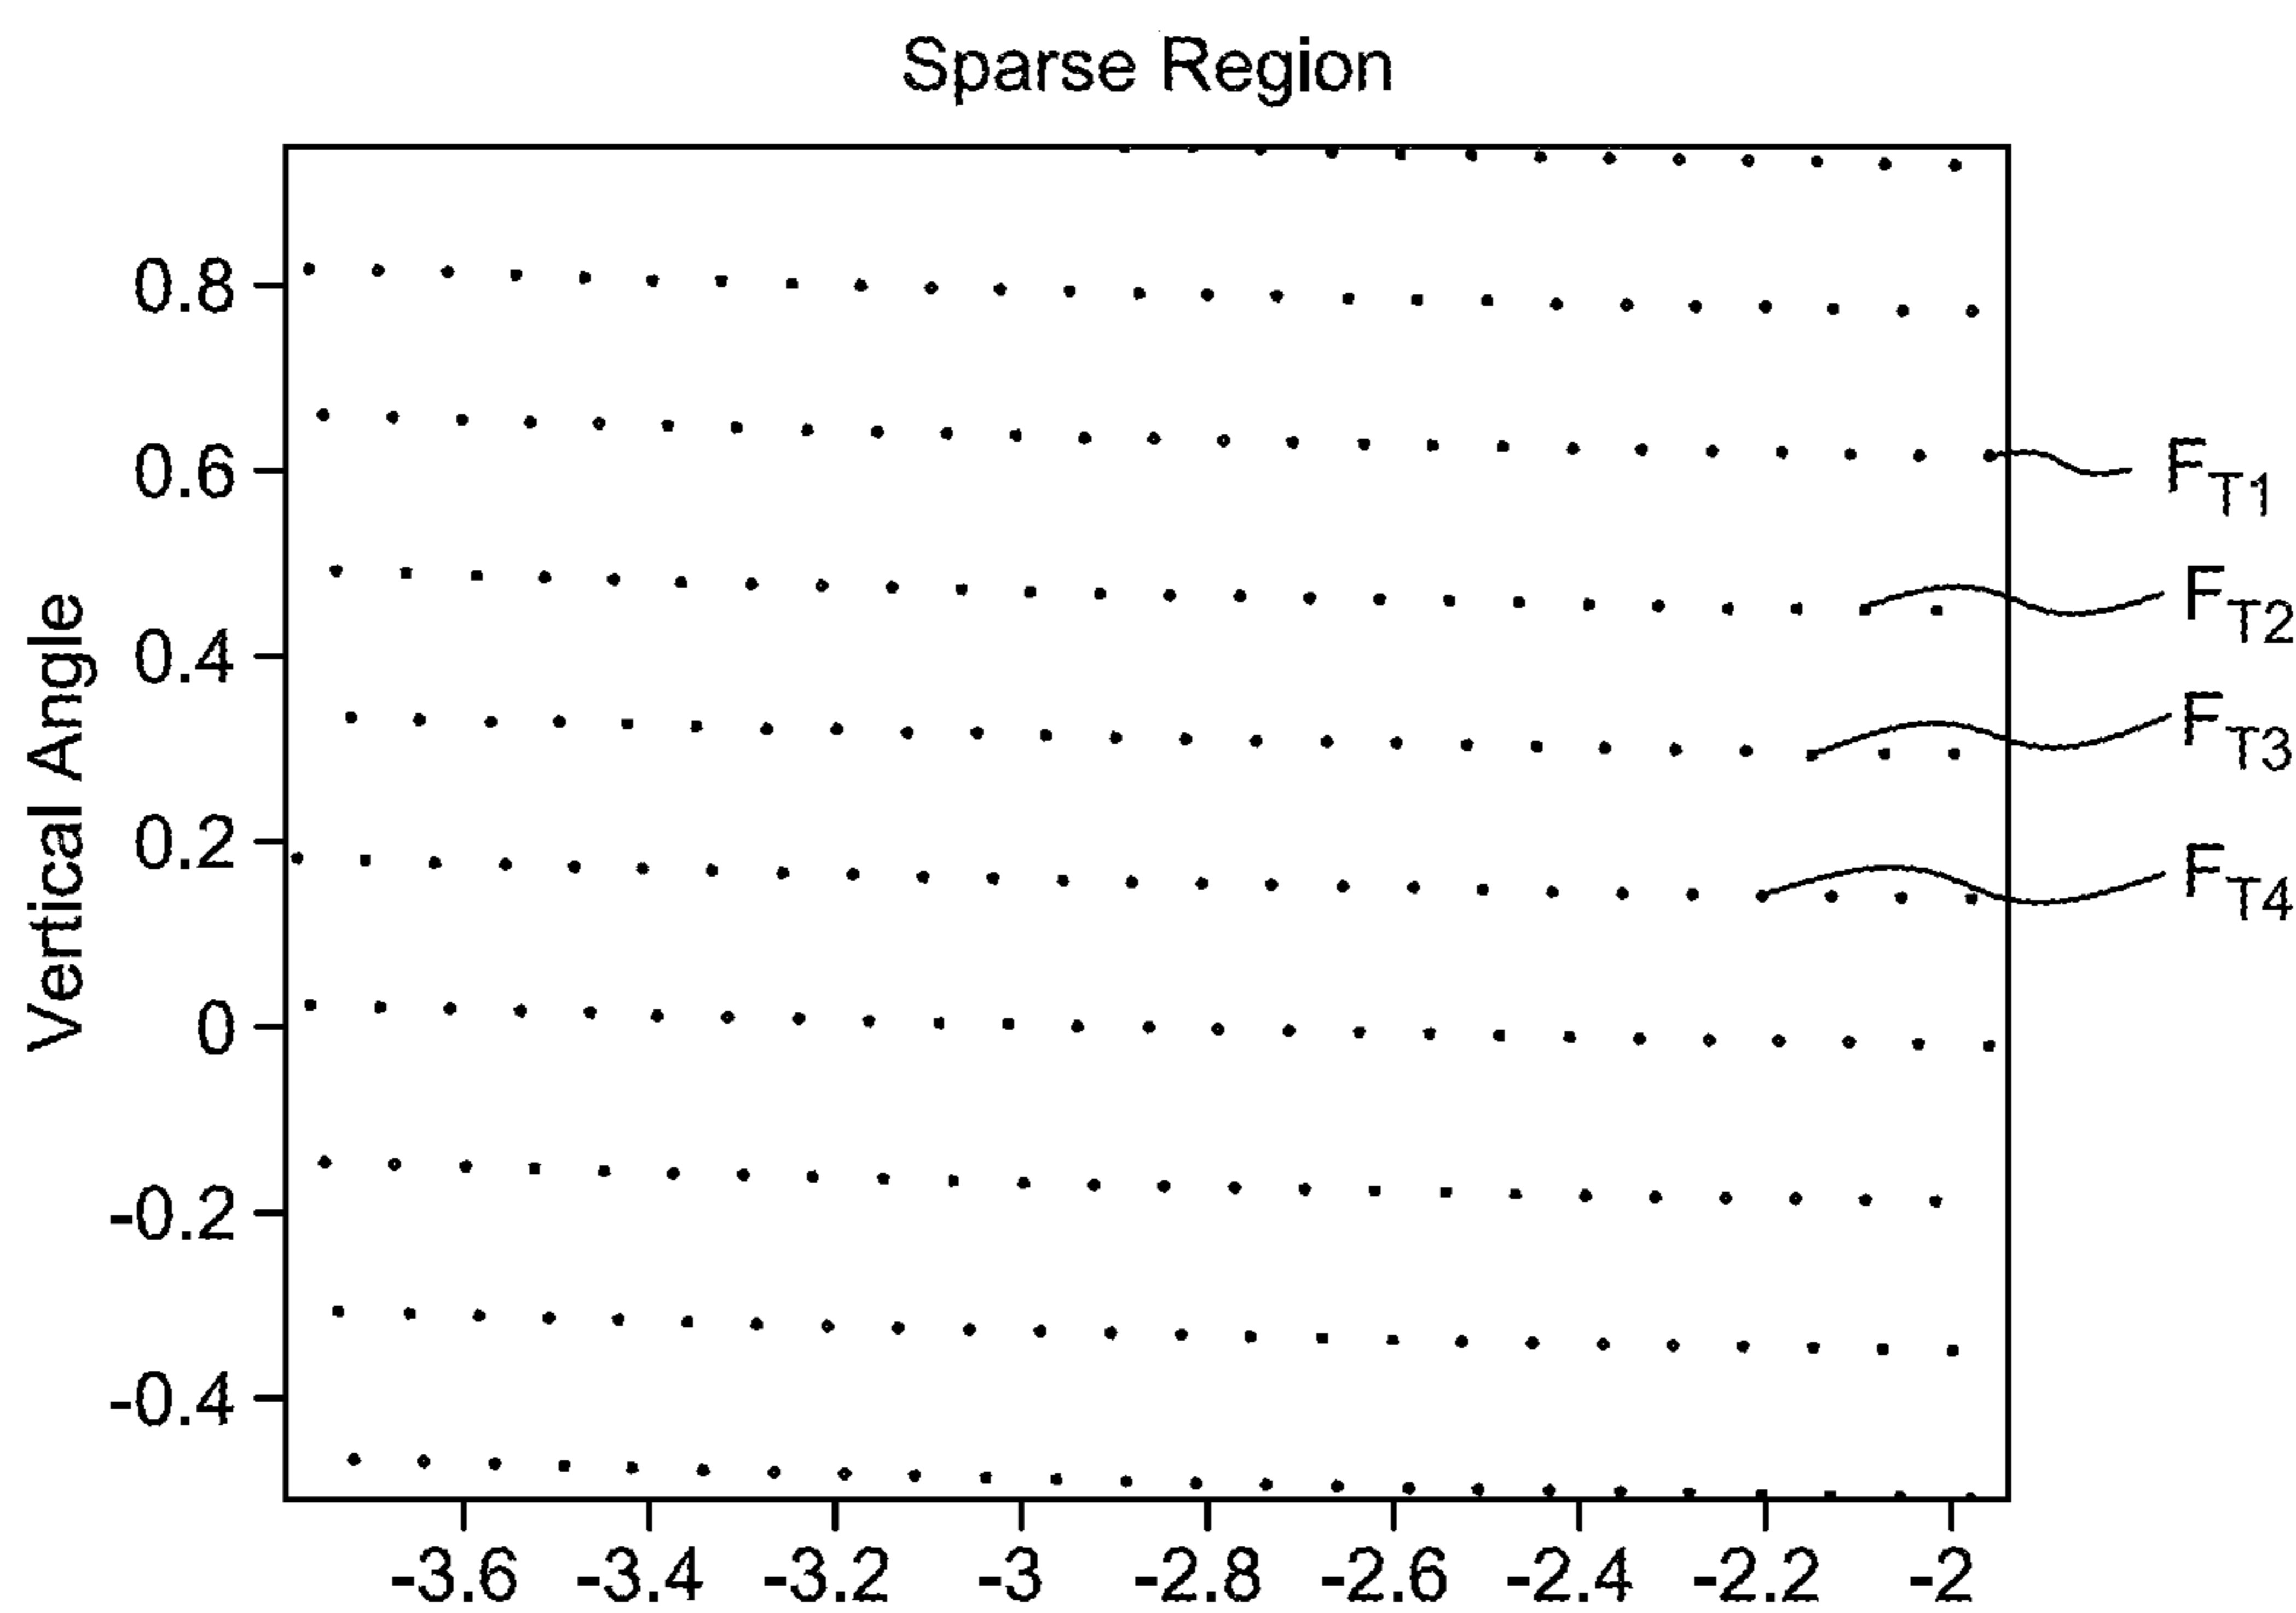 Sparse Region
Vertical Angle
0.8
0.6
0.4
0.2
0
-0.2
-0.4
-3.6 -3.4 -3.2 -3 -2.8 -2.6 -2.4 -2.2 -2
FT1
FT2
FT3
FT4